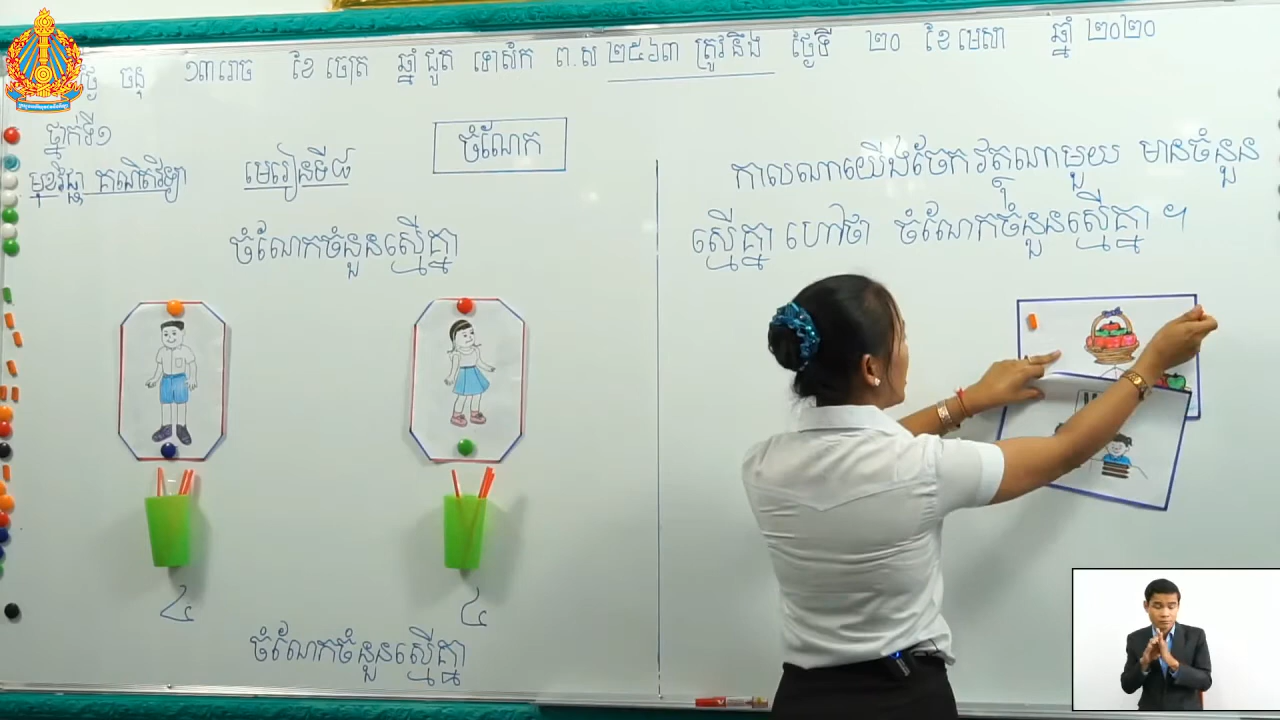 ថ្ងៃ ចន្ទ ១៣រោច ខែ ចេត្រ ឆ្នាំ ជូត ទោស័ក ព.ស ២៥៦៣ ត្រូវនឹង ថ្ងៃទី ២០ ខែ មេសា ឆ្នាំ ២០២០
ថ្នាក់ទី១
មុខវិជ្ជា គណិតវិទ្យា
មេរៀនទី៨
ចំណែក
ចំណែកចំនួនស្មើគ្នា
៤
៤
ចំណែកចំនួនស្មើគ្នា
កាលណាយើងចែកវត្ថុណាមួយ មានចំនួន
ស្មើគ្នា ហៅថា ចំណែកចំនួនស្មើគ្នា ។